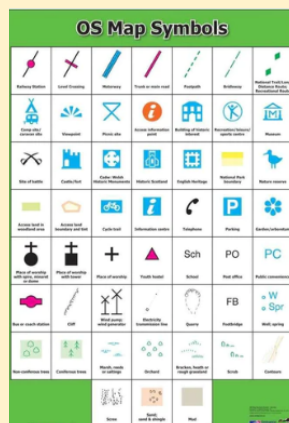 OS Map Symbols
Railway Station
Level Crossing
Motorway
Trunk or main road
Footpath
Bridleway
National Trail/Long
Distance Route
Recreational Route
Camp site/
caravan site
Viewpoint
Picnic site
Access information
point
Building of historic
interest
Recreation/leisure/
sports centre
Museum
Site of battle
Castle/fort
Cadw: Welsh
Historic Monuments
Historic Scotland
English Heritage
National Park
boundary
Nature reserve
Access land in
woodland area
Access land
boundary and tint
Cycle trail
i
Information centre
Telephone
P
Parking
Garden/arboretum
Place of worship
with spire, minaret
or dome
Place of worship
with tower
Place of worship
Youth hostel
Sch
School
PO
Post office
PC
Public convenience
Bus or coach station
Cliff
Wind pump;
wind generator
Electricity
transmission line
Quarry
FB
Footbridge
W
Spr
Well; spring
Non-coniferous trees
Coniferous trees
Marsh, reeds
or saltings
Orchard
Bracken, heath or
rough grassland
Scrub
Contours
Scree
Sand;
sand & shingle
Mud